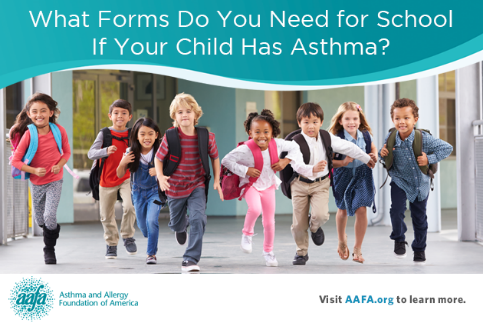 What Forms Do You Need for School
If Your Child Has Asthma?
aafa
Asthma and Allergy
Foundation of America
Visit AAFA.org to learn more.